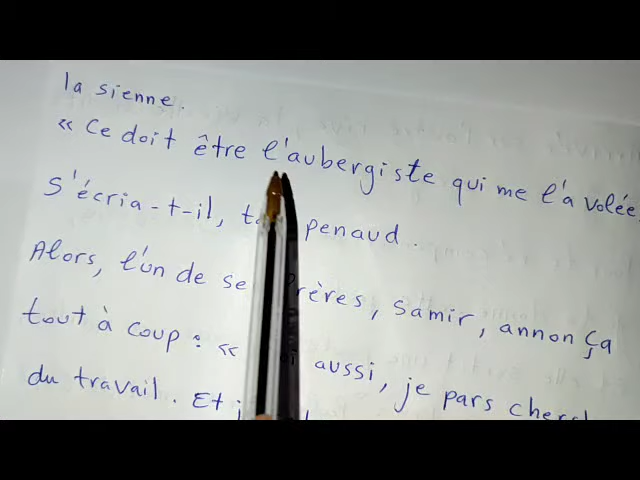 la sienne.
« Ce doit être l'aubergiste qui me l'a volée
S'écria-t-il, penaud.
Alors, l'un de frères, Samir, annonça
tout à coup : « aussi, je pars
du travail. Et